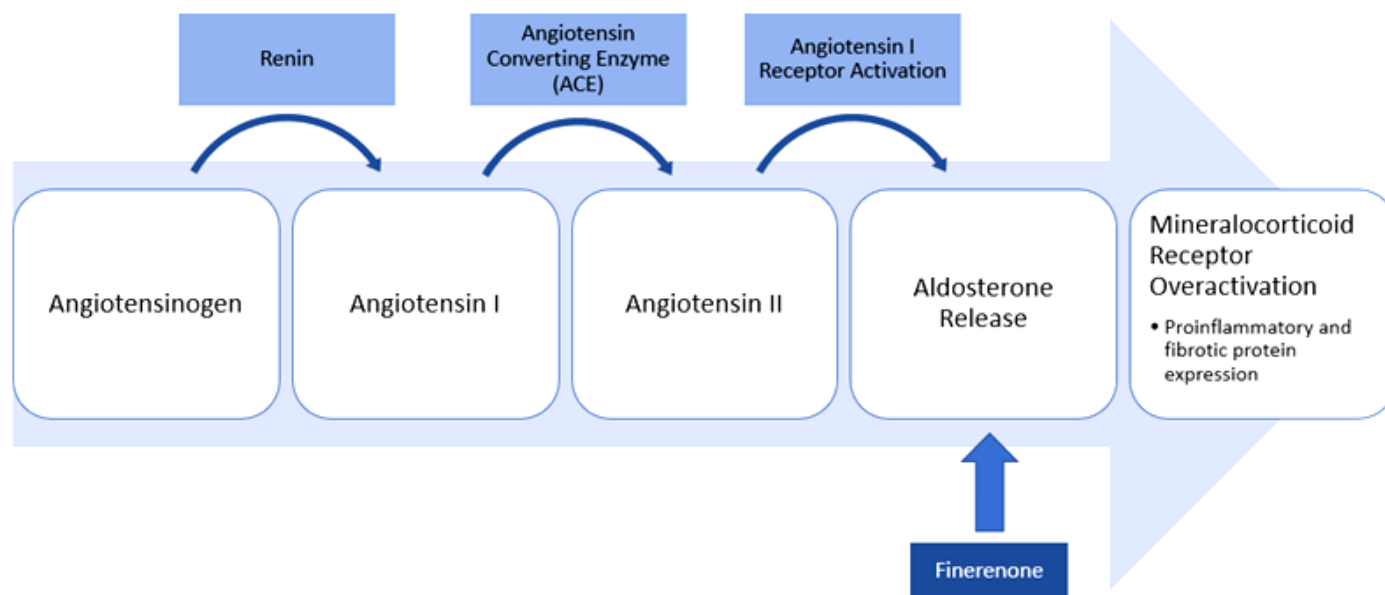 Renin
Angiotensin
Converting Enzyme
(ACE)
Angiotensin I
Receptor Activation
Angiotensinogen
Angiotensin I
Angiotensin II
Aldosterone
Release
Mineralocorticoid
Receptor
Overactivation
• Proinflammatory and
fibrotic protein
expression
Finerenone